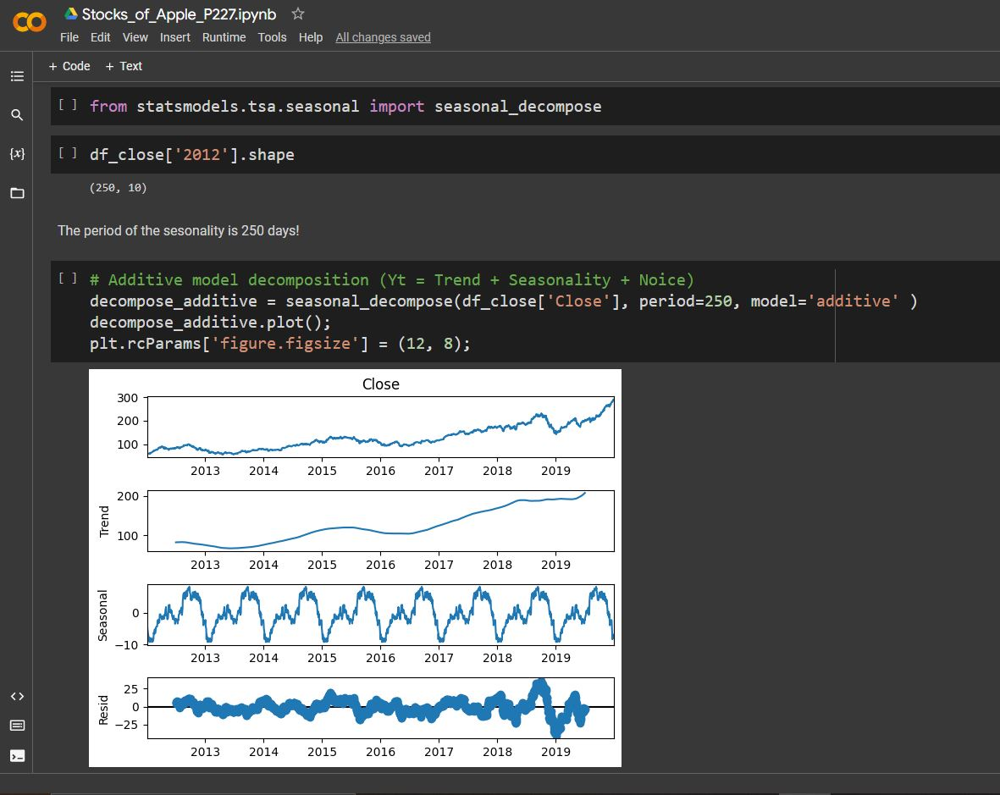 Stocks_of_Apple_P227.ipynb
File Edit View Insert Runtime Tools Help All changes saved
+ Code + Text
[ ] from statsmodels.tsa.seasonal import seasonal_decompose
[ ] df_close['2012'].shape
{x}
(250, 10)
The period of the sesonality is 250 days!
[ ] # Additive model decomposition (Yt = Trend + Seasonality + Noice)
decompose_additive = seasonal_decompose(df_close['Close'], period=250, model='additive' )
decompose_additive.plot();
plt.rcParams['figure.figsize'] = (12, 8);
Close
300
200
100
2013 2014 2015 2016 2017 2018 2019
Trend
200
100
2013 2014 2015 2016 2017 2018 2019
Seasonal
0
−10
2013 2014 2015 2016 2017 2018 2019
Resid
25
0
−25
2013 2014 2015 2016 2017 2018 2019